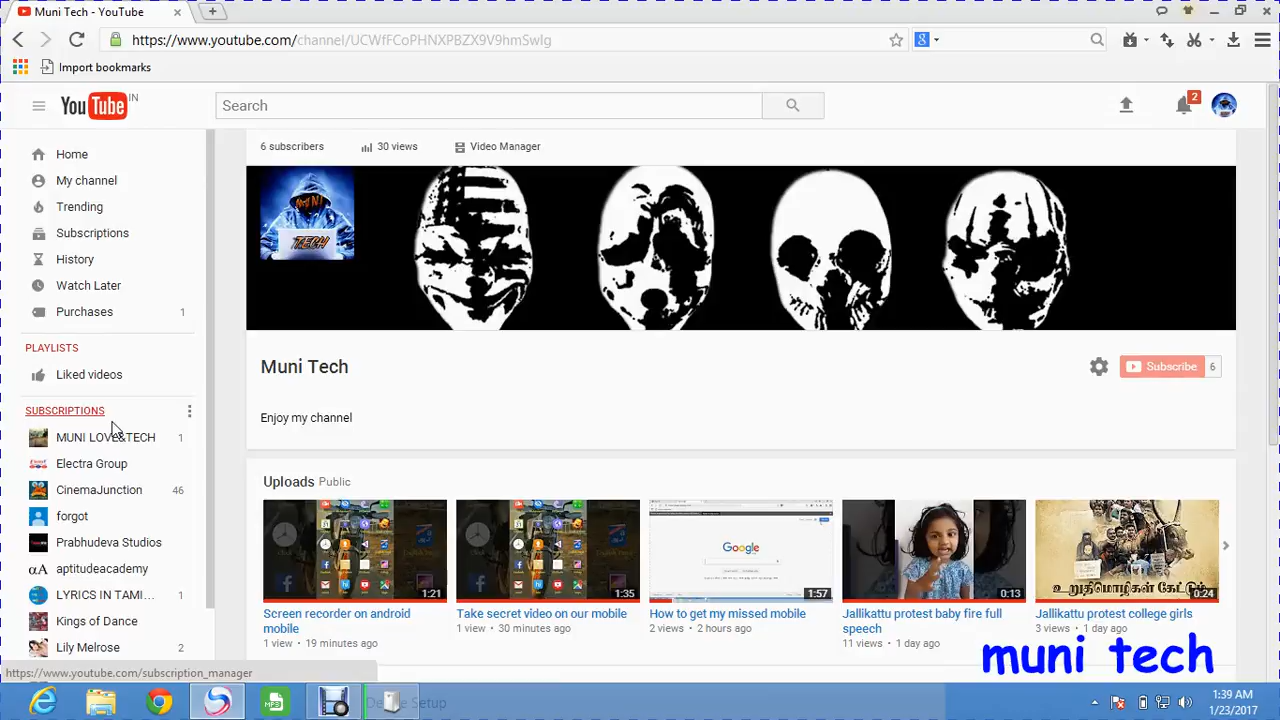 Muni Tech - YouTube
https://www.youtube.com/channel/UCWfFCoPHNXPBZX9V9hmSwlg
Import bookmarks
YouTube IN
Search
2
Home
My channel
Trending
Subscriptions
History
Watch Later
Purchases 1
PLAYLISTS
Liked videos
SUBSCRIPTIONS
MUNI LOVE&TECH 1
Electra Group
CinemaJunction 46
forgot
Prabhudeva Studios
aptitudeacademy
LYRICS IN TAMI... 1
Kings of Dance
Lily Melrose 2
https://www.youtube.com/subscription_manager
6 subscribers 30 views Video Manager
MUNI
TECH
Muni Tech
Subscribe 6
Enjoy my channel
Uploads Public
1:21
1:35
Google
1:57
0:13
உறுதிமொழிகள் கேட்டும்
0:24
Screen recorder on android mobile
1 view • 19 minutes ago
Take secret video on our mobile
1 view • 30 minutes ago
How to get my missed mobile
2 views • 2 hours ago
Jallikattu protest baby fire full speech
11 views • 1 day ago
Jallikattu protest college girls
3 views • 1 day ago
muni tech
MP3
Setup
1:39 AM
1/23/2017